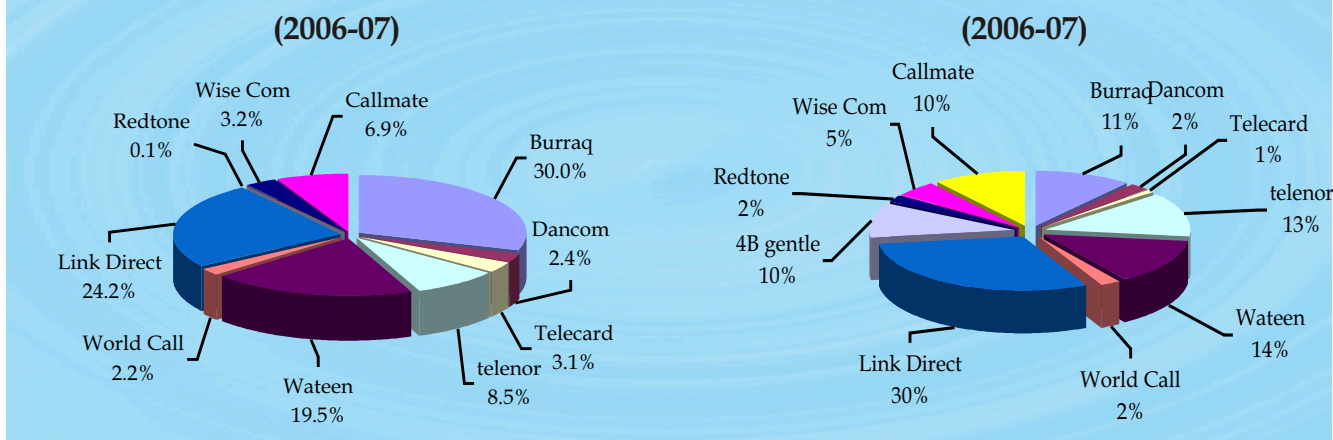 (2006-07)
Wise Com
3.2%
Callmate
6.9%
Redtone
0.1%
Burraq
30.0%
Dancom
2.4%
Link Direct
24.2%
World Call
2.2%
Wateen
19.5%
telenor
8.5%
Telecard
3.1%
(2006-07)
Callmate
10%
Burraq
11%
Dancom
2%
Wise Com
5%
Telecard
1%
Redtone
2%
telenor
13%
4B gentle
10%
Wateen
14%
Link Direct
30%
World Call
2%